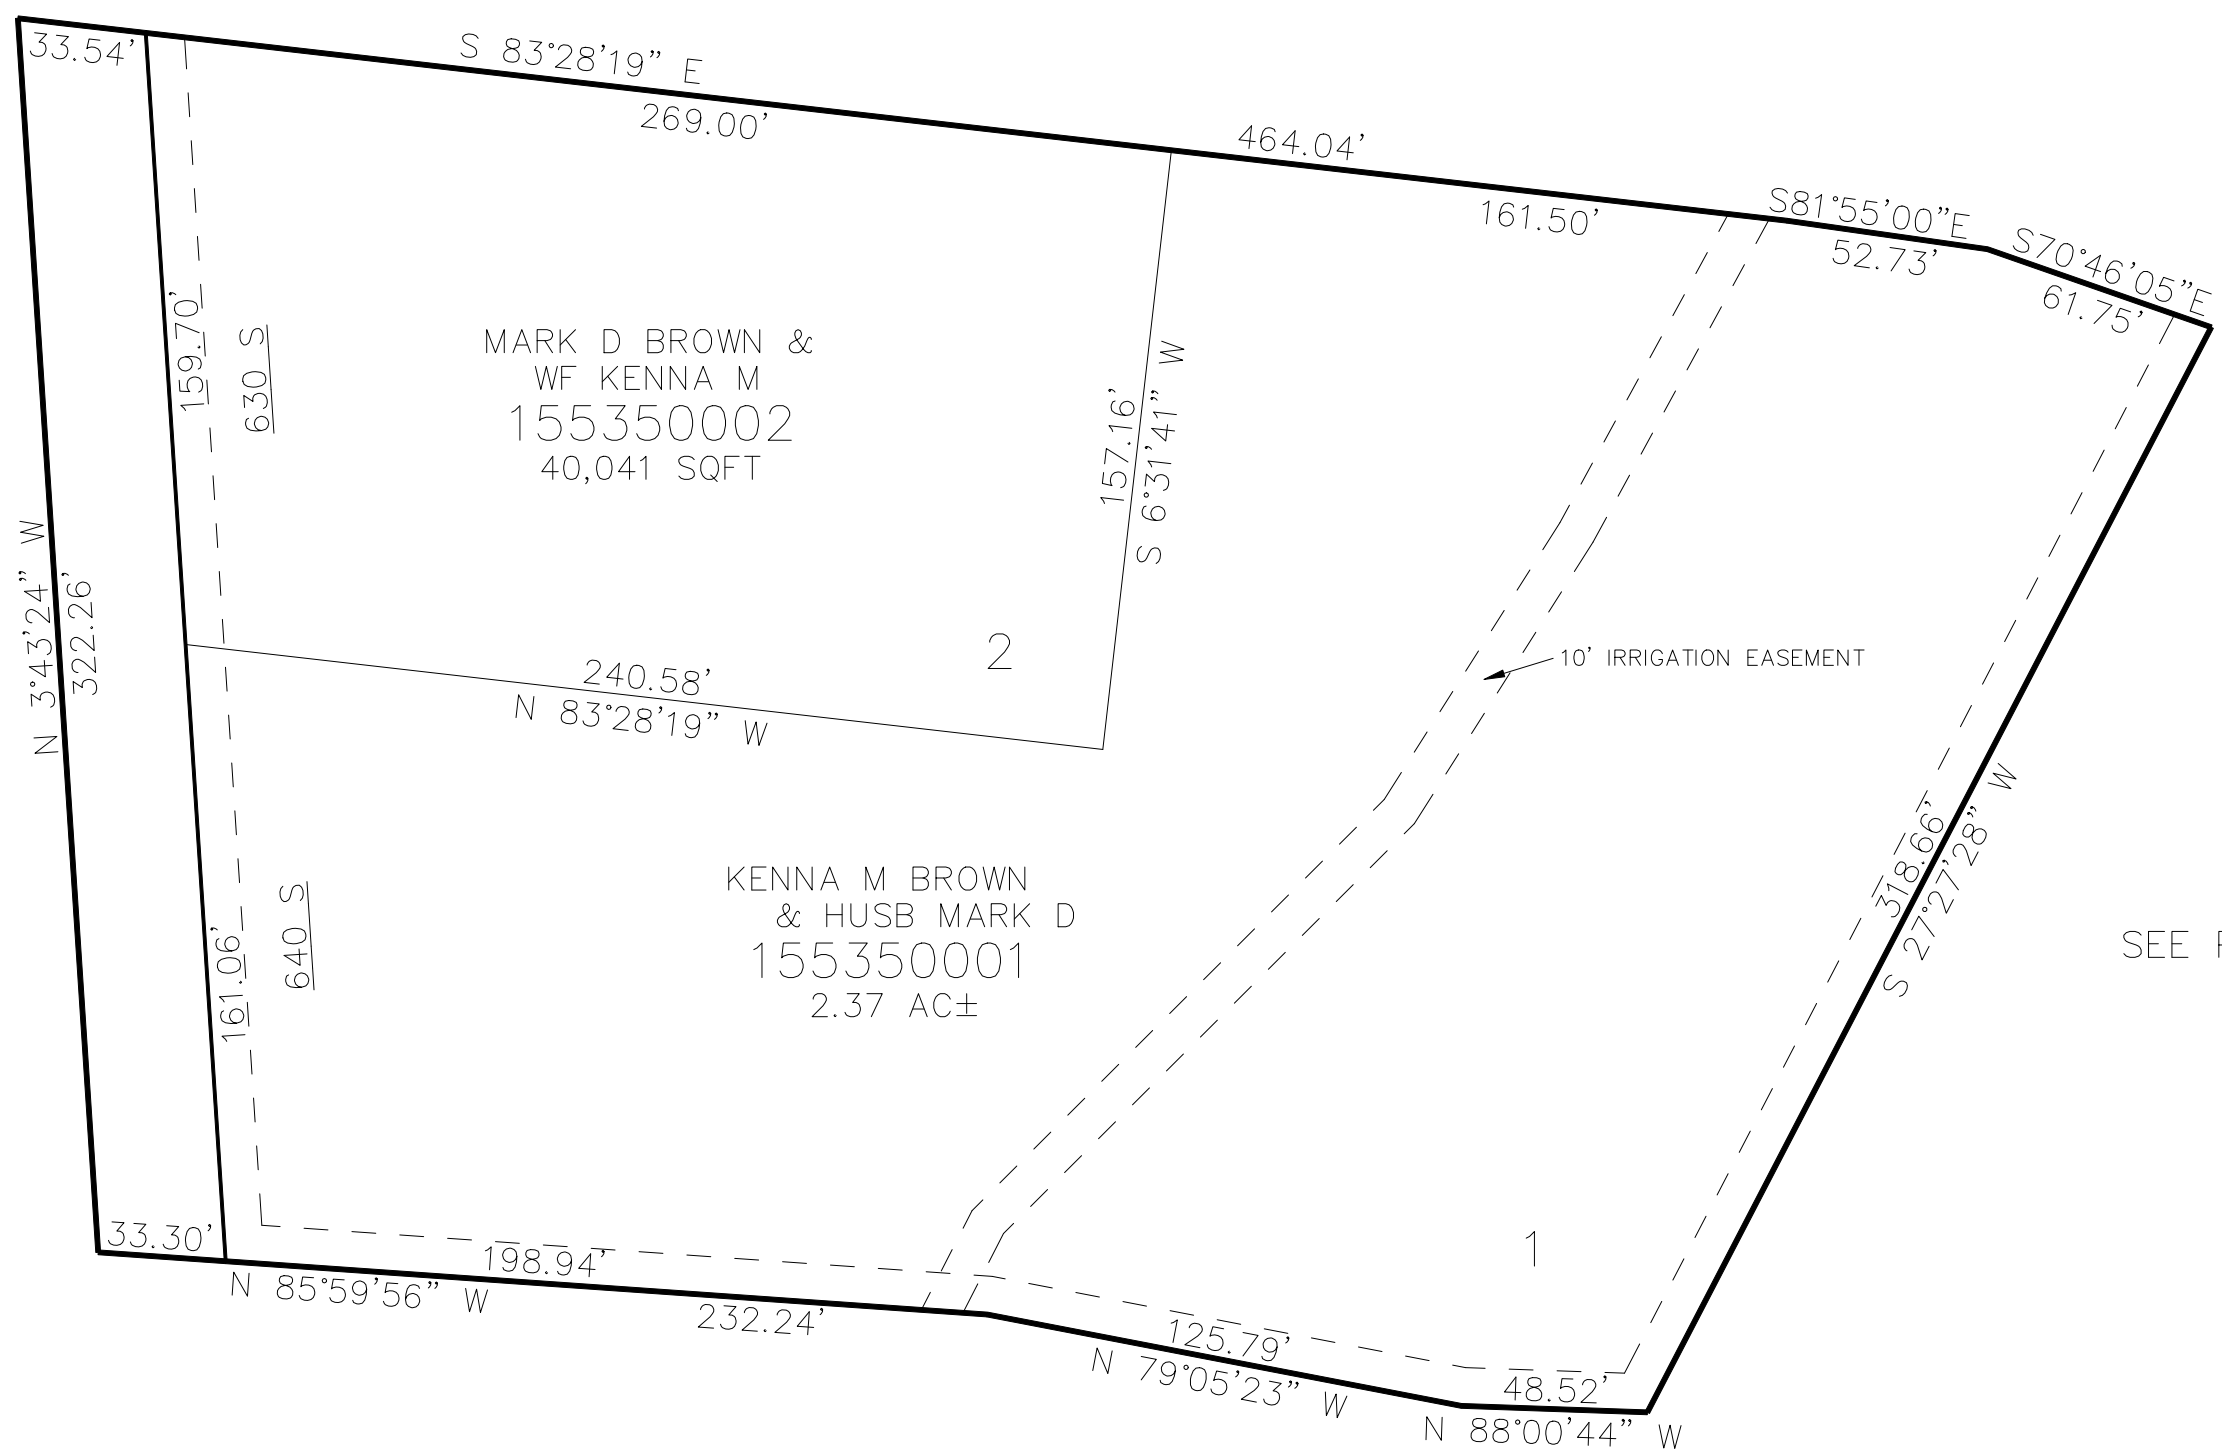 33.54'
S 83°28'19" E
269.00'
464.04'
161.50'
S81°55'00"E
52.73'
S70°46'05"E
61.75'
159.70'
630 S
MARK D BROWN &
WF KENNA M
155350002
40,041 SQFT
157.16'
S 6°31'41" W
N 3°43'24" W
322.26'
2
240.58'
N 83°28'19" W
10' IRRIGATION EASEMENT
318.66'
S 27°27'28" W
KENNA M BROWN
& HUSB MARK D
155350001
2.37 AC±
161.06'
640 S
SEE
33.30'
198.94'
N 85°59'56" W
232.24'
1
125.79'
N 79°05'23" W
48.52'
N 88°00'44" W